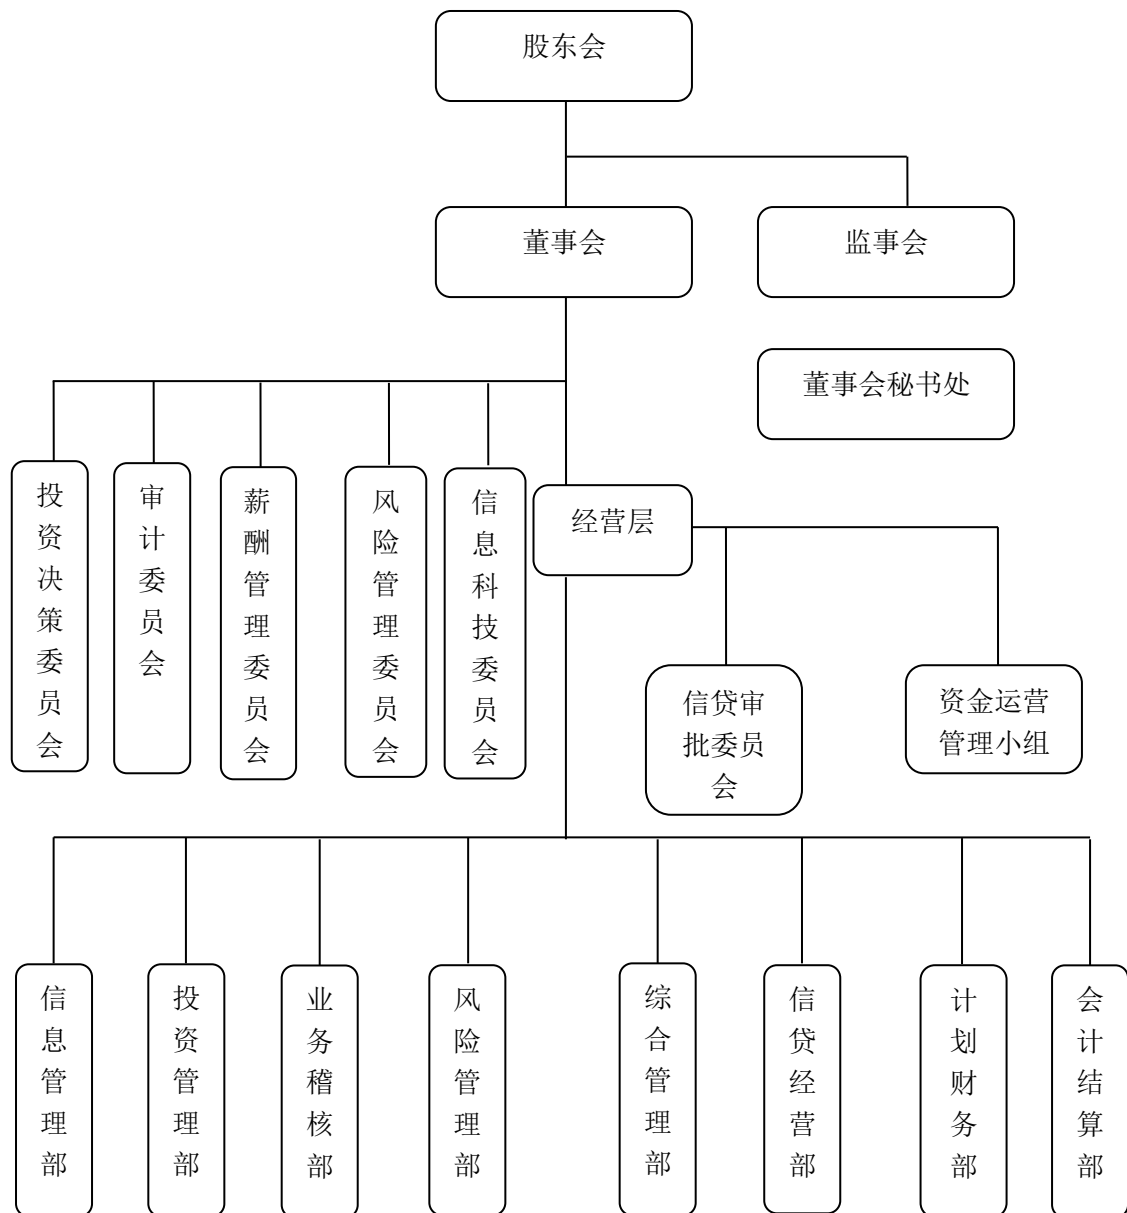 股东会
董事会
监事会
董事会秘书处
投资决策委员会
审计委员会
薪酬管理委员会
风险管理委员会
信息科技委员会
经营层
信贷审
批委员
会
资金运营
管理小组
信息管理部
投资管理部
业务稽核部
风险管理部
综合管理部
信贷经营部
计划财务部
会计结算部